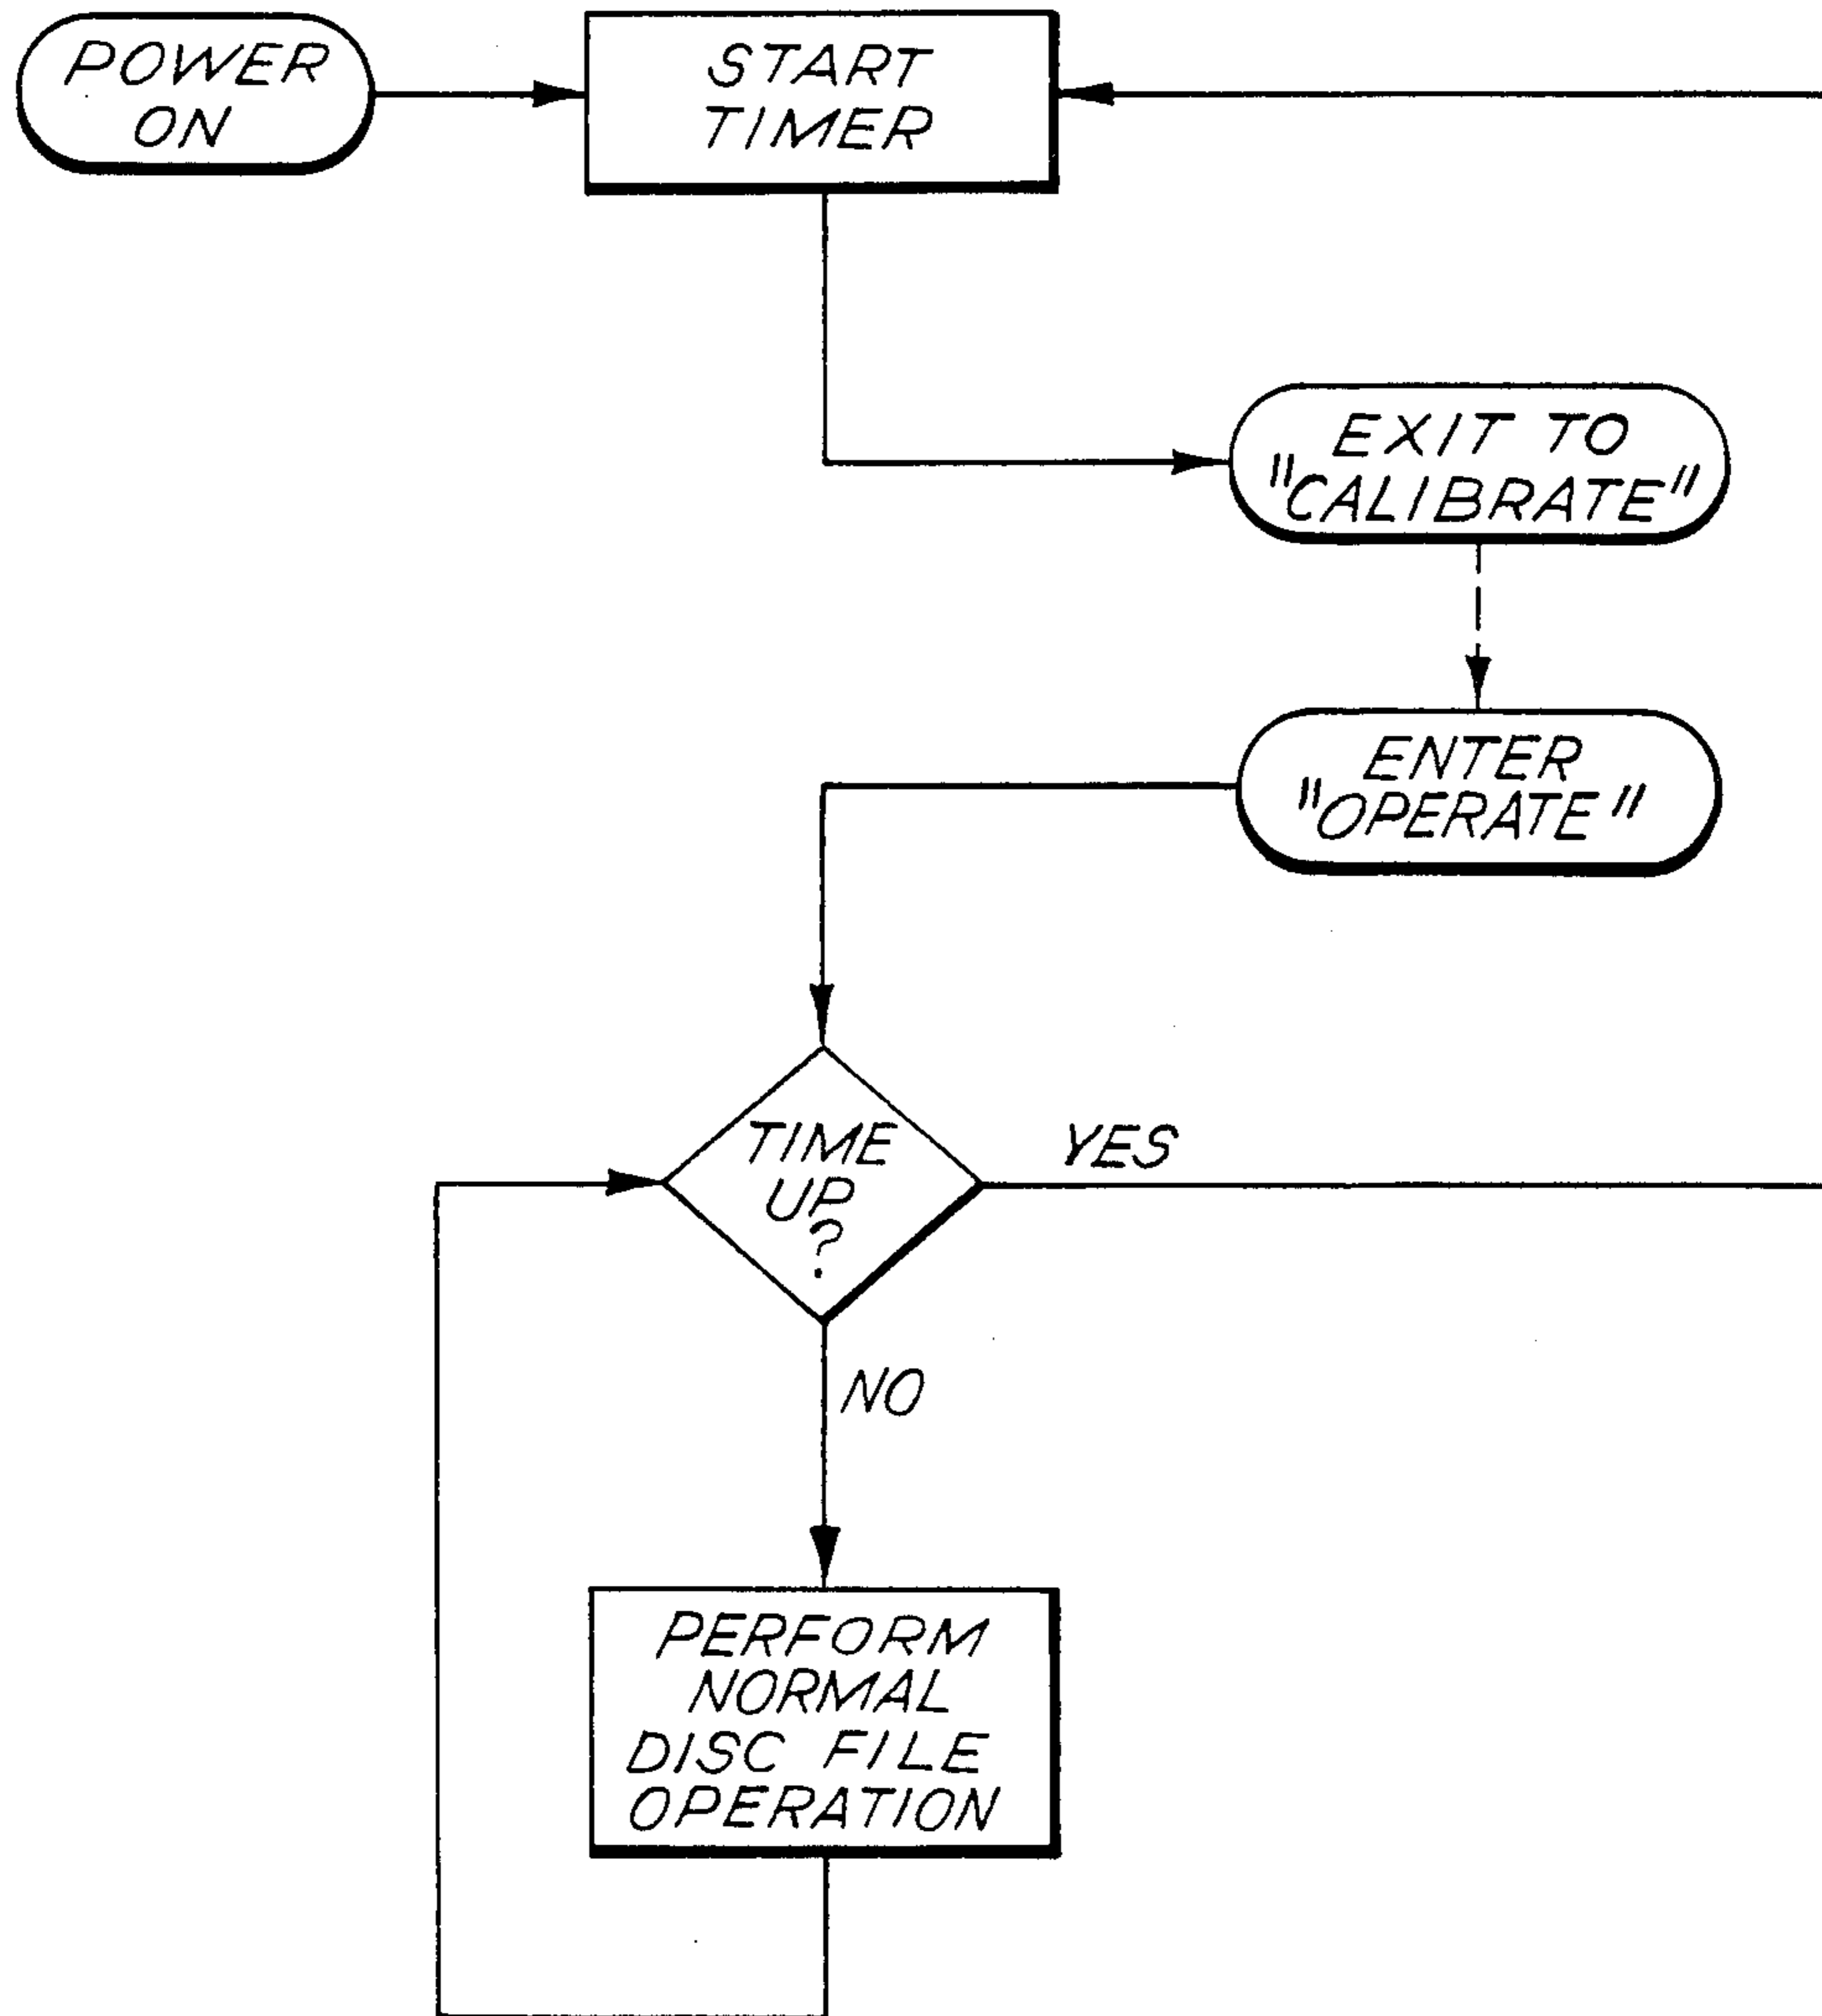 POWER
ON
START
TIMER
EXIT TO
"CALIBRATE"
ENTER
"OPERATE"
TIME
UP
?
YES
NO
PERFORM
NORMAL
DISC FILE
OPERATION